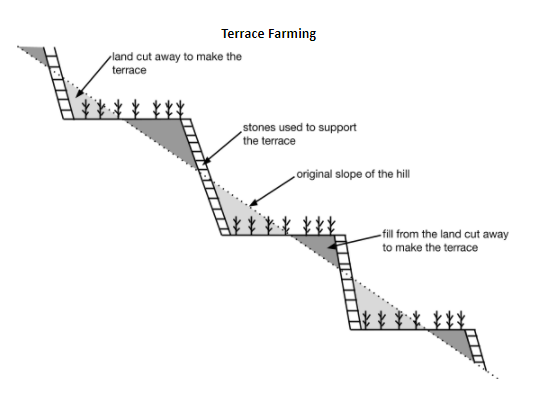 Terrace Farming
land cut away to make the
terrace
stones used to support
the terrace
original slope of the hill
fill from the land cut away
to make the terrace